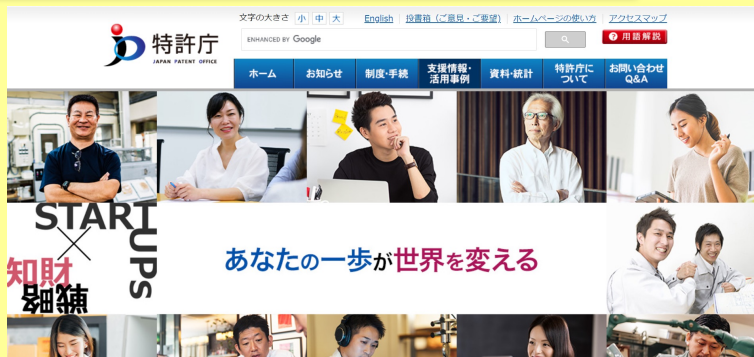 文字の大きさ 小 中 大 English 投書箱（ご意見・ご要望） ホームページの使い方 アクセスマップ
特許庁
JAPAN PATENT OFFICE
ENHANCED BY Google
? 用語解説
ホーム お知らせ 制度・手続 支援情報・活用事例 資料・統計 特許庁について お問い合わせ Q&A
START
UPS
×
知財
戦略
あなたの一歩が世界を変える